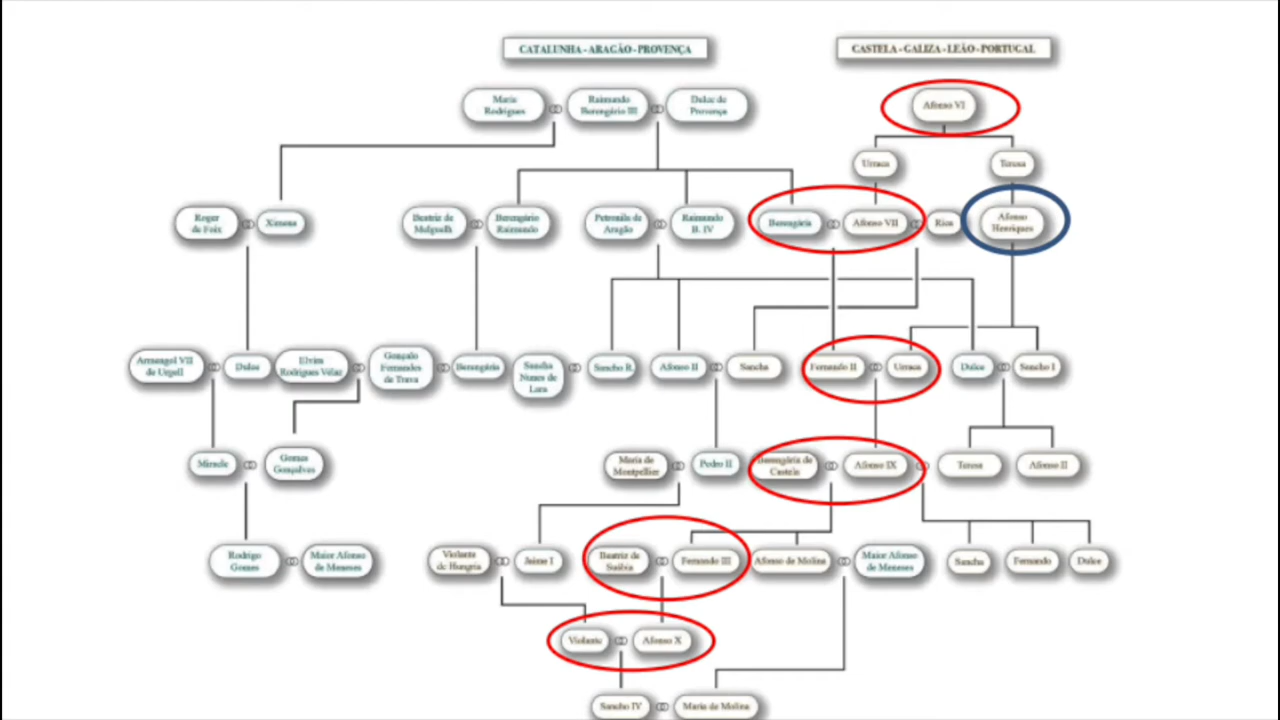 CATALUNHA - ARAGÃO - PROVENÇA
CASTELA - GALIZA - LEÃO - PORTUGAL
Maria
Rodrigues
Raimundo
Berengário III
Dulce de
Provença
Afonso VI
Urraca
Teresa
Roger
de Foix
Ximena
Beatriz de
Melgueilh
Berengário
Raimundo
Petronila de
Aragão
Raimundo
B. IV
Berengária
Afonso VII
Rica
Afonso
Henriques
Armengol VII
de Urgell
Dulce
Elvira
Rodrigues Vélaz
Gonçalo
Fernandes
de Trava
Berengária
Sancha
Nunes de
Lara
Sancho R.
Afonso II
Sancha
Fernando II
Urraca
Dulce
Sancho I
Miracle
Gomes
Gonçalves
Maria de
Montpellier
Pedro II
Berengária de
Castela
Afonso IX
Teresa
Afonso II
Rodrigo
Gomes
Maior Afonso
de Meneses
Violante
de Hungria
Jaime I
Beatriz de
Suábia
Fernando III
Afonso de Molina
Maior Afonso
de Meneses
Sancha
Fernando
Dulce
Violante
Afonso X
Sancho IV
Maria de Molina